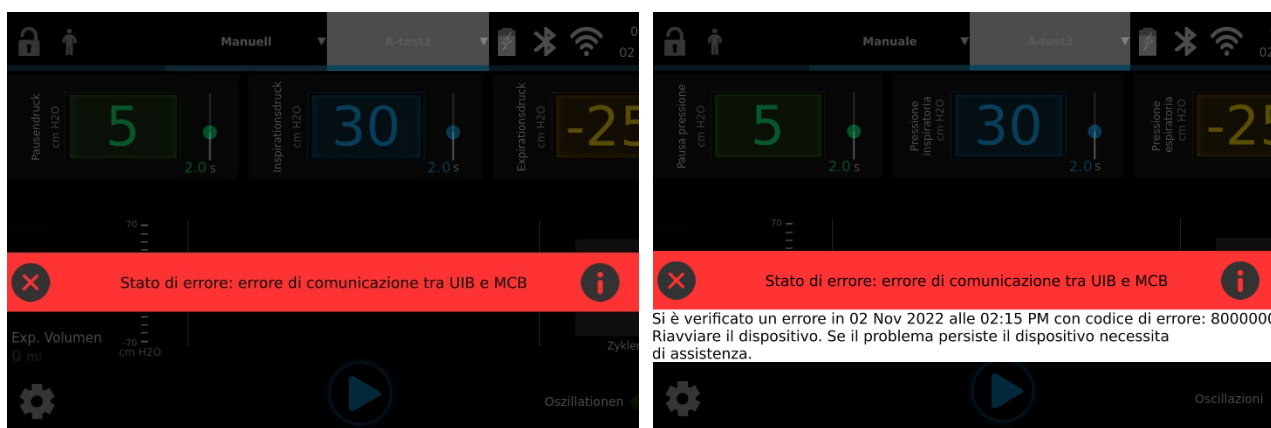 Manuell
A-test2
0
02
Pausendruck
cm H2O
5
2.0 s
Inspirationsdruck
cm H2O
30
2.0 s
Expirationsdruck
cm H2O
-25
70
Stato di errore: errore di comunicazione tra UIB e MCB
Exp. Volumen
0 ml
-70
cm H2O
Zyklen
Oszillationen
Manuale
A-test2
02
Pausa pressione
cm H2O
5
2.0 s
Pressione
inspiratoria
cm H2O
30
2.0 s
Pressione
espiratoria
cm H2O
-25
70
Stato di errore: errore di comunicazione tra UIB e MCB
Si è verificato un errore in 02 Nov 2022 alle 02:15 PM con codice di errore: 8000000
Riavviare il dispositivo. Se il problema persiste il dispositivo necessita
di assistenza.
Oscillazioni